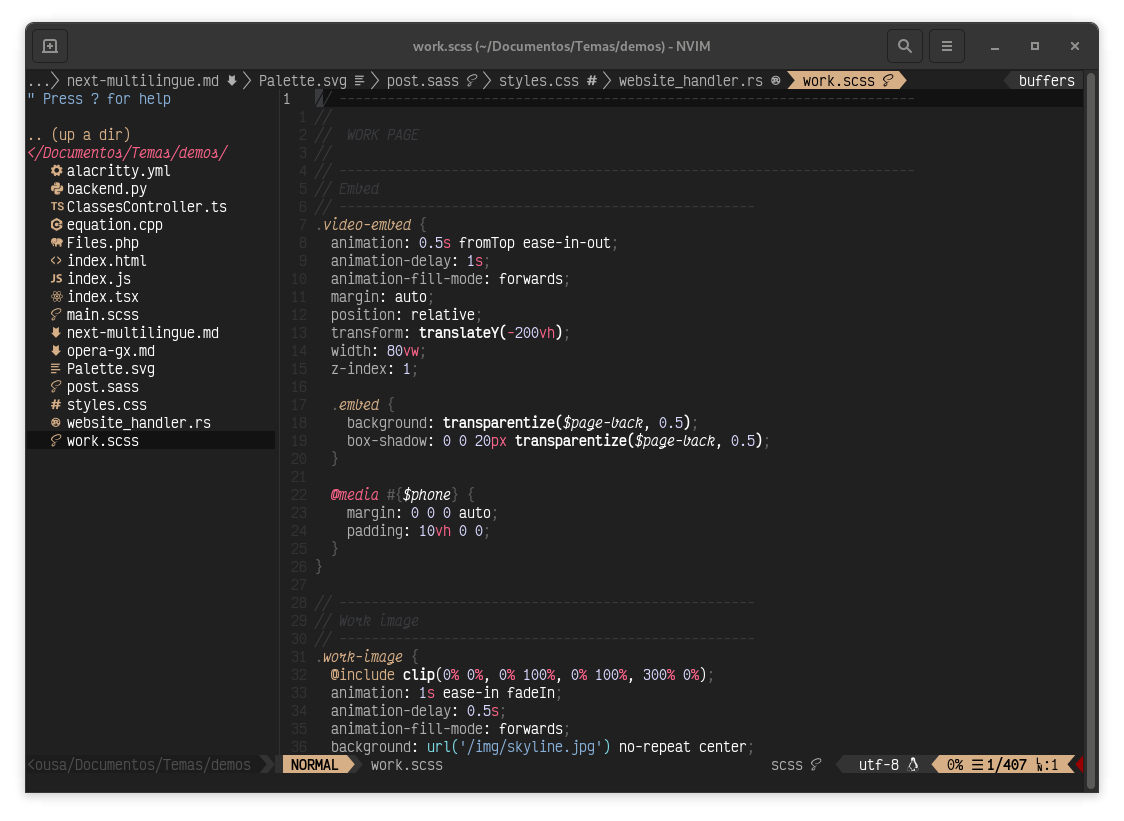 work.scss (~/Documentos/Temas/demos) - NVIM
... next-multilingue.md Palette.svg post.sass styles.css # website_handler.rs work.scss buffers
" Press ? for help
.. (up a dir)
</Documentos/Temas/demos/
alacritty.yml
backend.py
TS ClassesController.ts
equation.cpp
Files.php
<> index.html
JS index.js
index.tsx
main.scss
next-multilingue.md
opera-gx.md
Palette.svg
post.sass
# styles.css
website_handler.rs
work.scss
1 // ------------------------------------------------------------------------
1 //
2 //  WORK PAGE
3 //
4 // ------------------------------------------------------------------------
5 // Embed
6 // ----------------------------------------------------
7 .video-embed {
8   animation: 0.5s fromTop ease-in-out;
9   animation-delay: 1s;
10   animation-fill-mode: forwards;
11   margin: auto;
12   position: relative;
13   transform: translateY(-200vh);
14   width: 80vw;
15   z-index: 1;
16
17   .embed {
18     background: transparentize($page-back, 0.5);
19     box-shadow: 0 0 20px transparentize($page-back, 0.5);
20   }
21
22   @media #{$phone} {
23     margin: 0 0 0 auto;
24     padding: 10vh 0 0;
25   }
26 }
27
28 // ----------------------------------------------------
29 // Work image
30 // ----------------------------------------------------
31 .work-image {
32   @include clip(0% 0%, 0% 100%, 0% 100%, 300% 0%);
33   animation: 1s ease-in fadeIn;
34   animation-delay: 0.5s;
35   animation-fill-mode: forwards;
36   background: url('/img/skyline.jpg') no-repeat center;
<ousa/Documentos/Temas/demos NORMAL work.scss scss utf-8 0% 1/407 :1